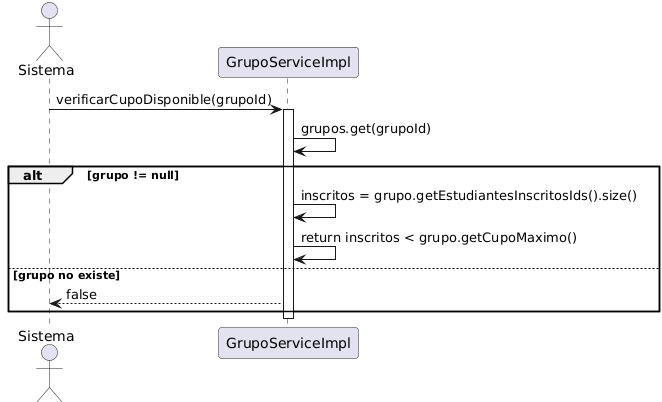 Sistema
GrupoServiceImpl
verificarCupoDisponible(grupoId)
grupos.get(grupoId)
alt [grupo != null]
inscritos = grupo.getEstudiantesInscritosIds().size()
return inscritos < grupo.getCupoMaximo()
[grupo no existe]
false
Sistema
GrupoServiceImpl